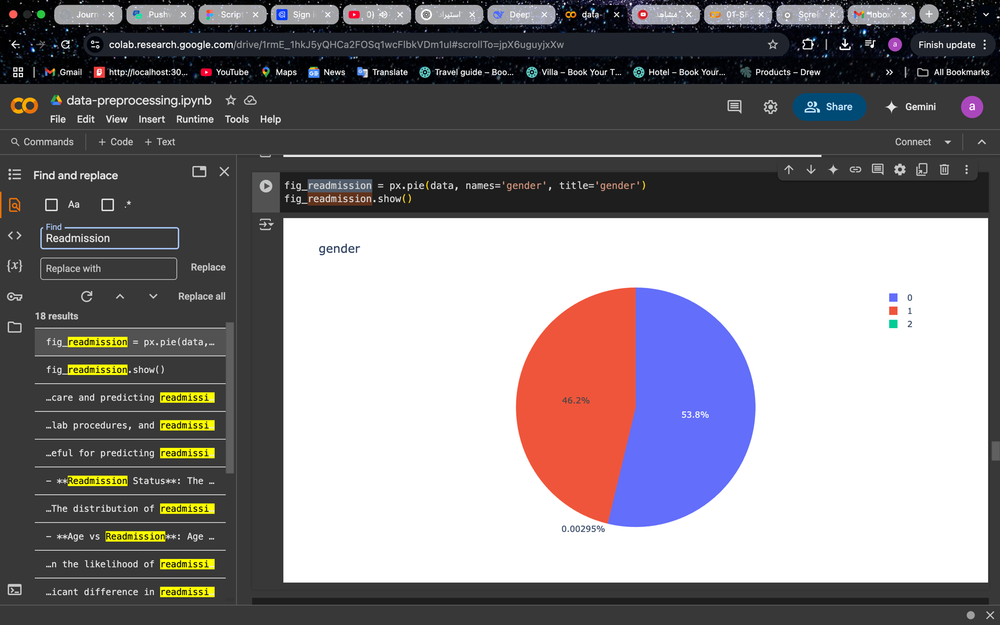 Journ
Pushw
Script
Sign i
0)
استيراد
Deep
data-
مشاهد
01-SF
Scree
Inbox
colab.research.google.com/drive/1rmE_1hkJ5yQHCa2FOSq1wcFlbkVDm1ul#scrollTo=jpX6uguyjxXw
a
Finish update
Gmail
http://localhost:30...
YouTube
Maps
News
Translate
Travel guide – Boo...
Villa – Book Your T...
Hotel – Book Your...
Products – Drew
All Bookmarks
data-preprocessing.ipynb
File Edit View Insert Runtime Tools Help
Share
Gemini
a
Commands
+ Code
+ Text
Connect
Find and replace
Aa
.*
Find
Readmission
Replace with
Replace
Replace all
18 results
fig_readmission = px.pie(data,…
fig_readmission.show()
…care and predicting readmissi…
…lab procedures, and readmissi…
…eful for predicting readmissi…
- **Readmission Status**: The …
…The distribution of readmissi…
- **Age vs Readmission**: Age …
…n the likelihood of readmissi…
…icant difference in readmissi…
fig_readmission = px.pie(data, names='gender', title='gender')
fig_readmission.show()
gender
0
1
2
46.2%
53.8%
0.00295%